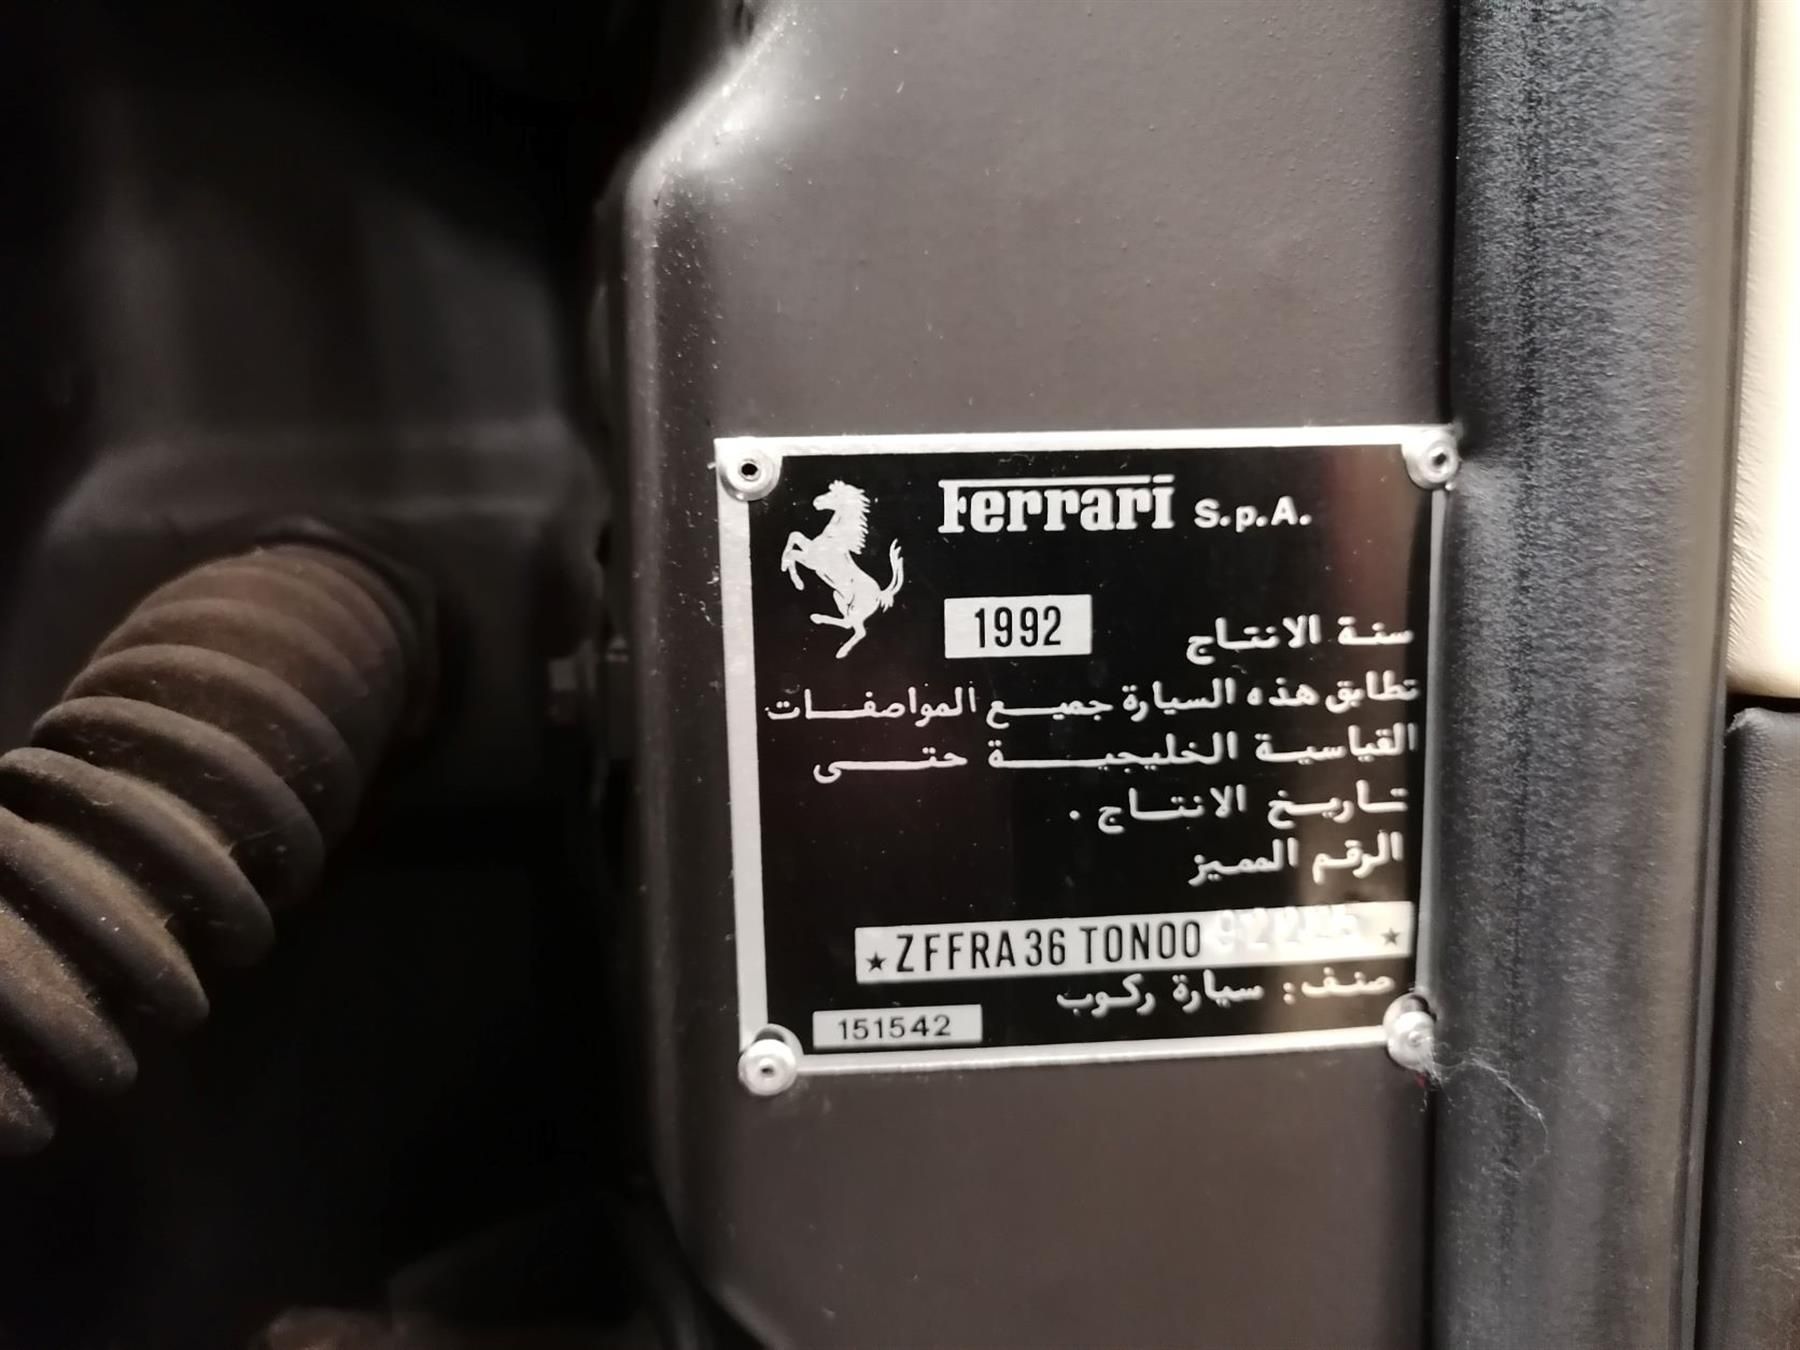 Ferrari S.p.A.
سنة الانتاج 1992
تطابق هذه السيارة جميع المواصفات
القياسية الخليجية حتى
تاريخ الانتاج .
الرقم المميز
★ZFFRA36TON00 ★
صنف: سيارة ركوب
151542